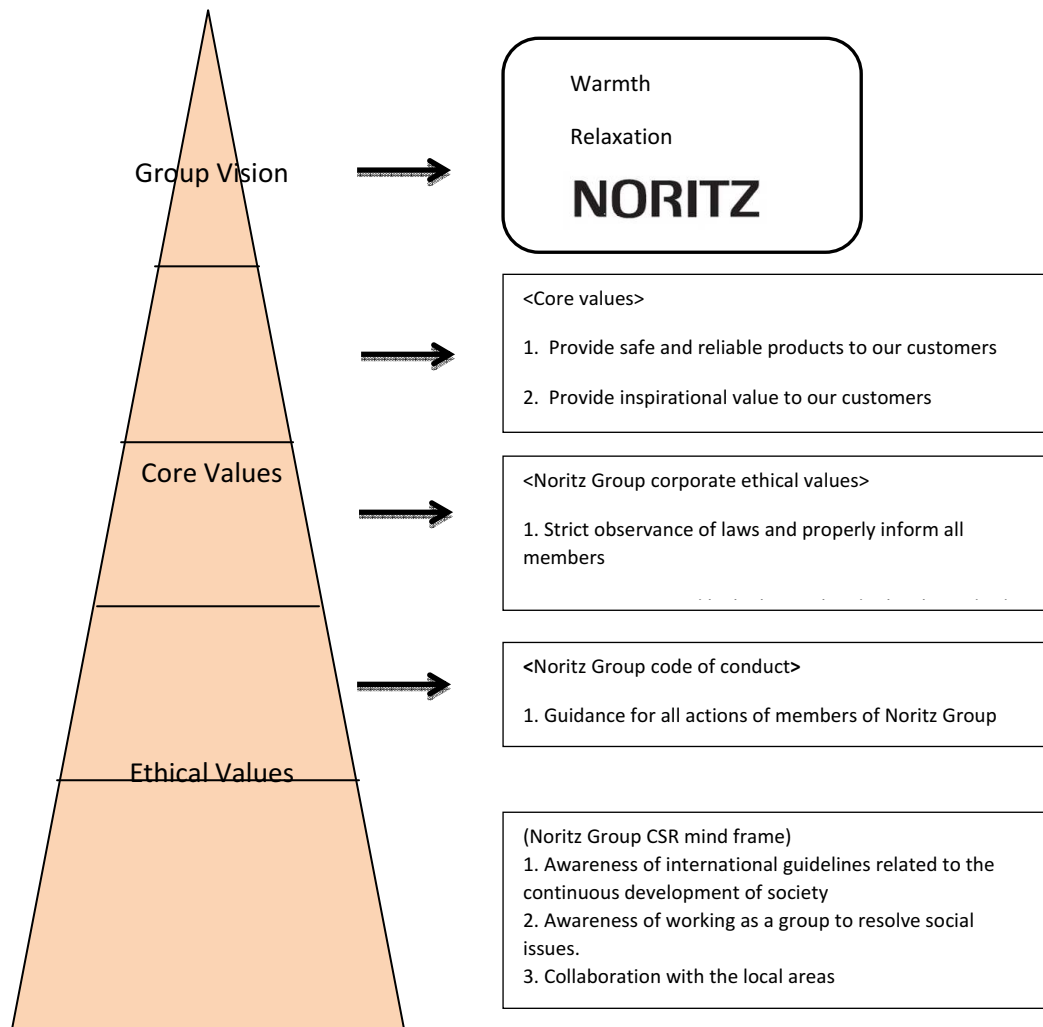 Warmth
Relaxation
Group Vision
NORITZ
<Core values>
1. Provide safe and reliable products to our customers
2. Provide inspirational value to our customers
Core Values
<Noritz Group corporate ethical values>
1. Strict observance of laws and properly inform all
members
<Noritz Group code of conduct>
1. Guidance for all actions of members of Noritz Group
Ethical Values
(Noritz Group CSR mind frame)
1. Awareness of international guidelines related to the
continuous development of society
2. Awareness of working as a group to resolve social
issues.
3. Collaboration with the local areas